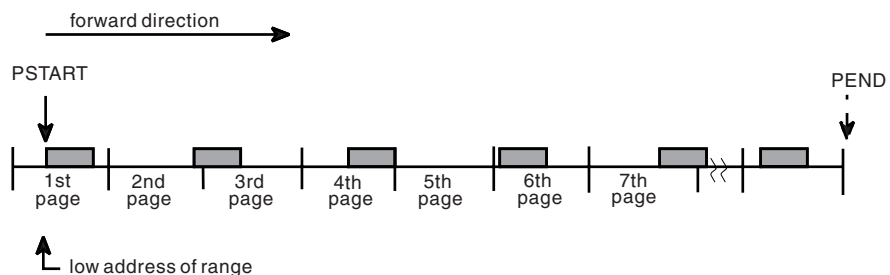 forward direction
PSTART
PEND
1st page
2nd page
3rd page
4th page
5th page
6th page
7th page
low address of range